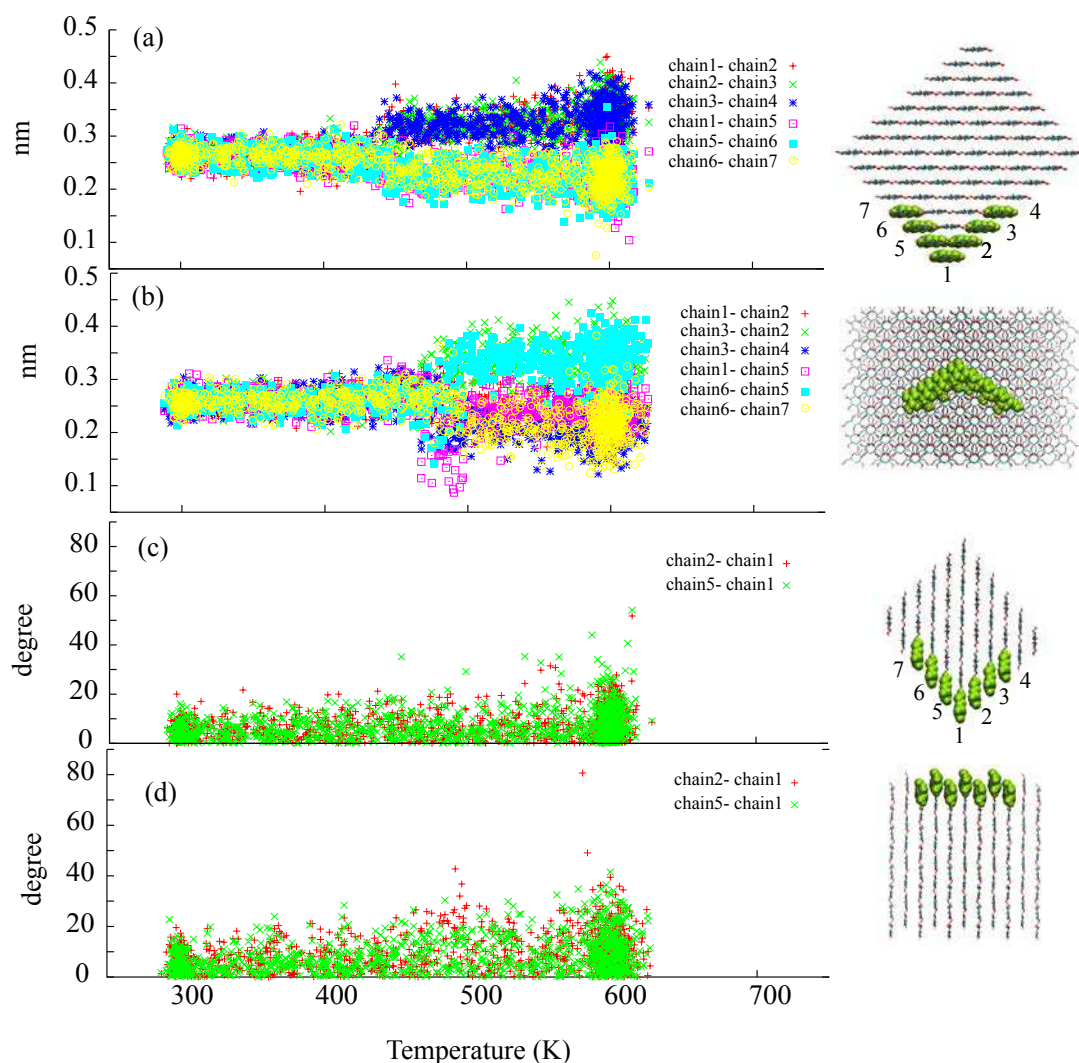 0.5
(a)
0.4
0.3
0.2
0.1
nm
chain1- chain2
chain2- chain3
chain3- chain4
chain1- chain5
chain5- chain6
chain6- chain7
7 4
6 3
5 2
1
0.5
(b)
0.4
0.3
0.2
0.1
nm
chain1- chain2
chain3- chain2
chain3- chain4
chain1- chain5
chain6- chain5
chain6- chain7
80
(c)
60
40
20
0
degree
chain2- chain1
chain5- chain1
7 4
6 3
5 2
1
80
(d)
60
40
20
0
degree
chain2- chain1
chain5- chain1
300 400 500 600 700
Temperature (K)